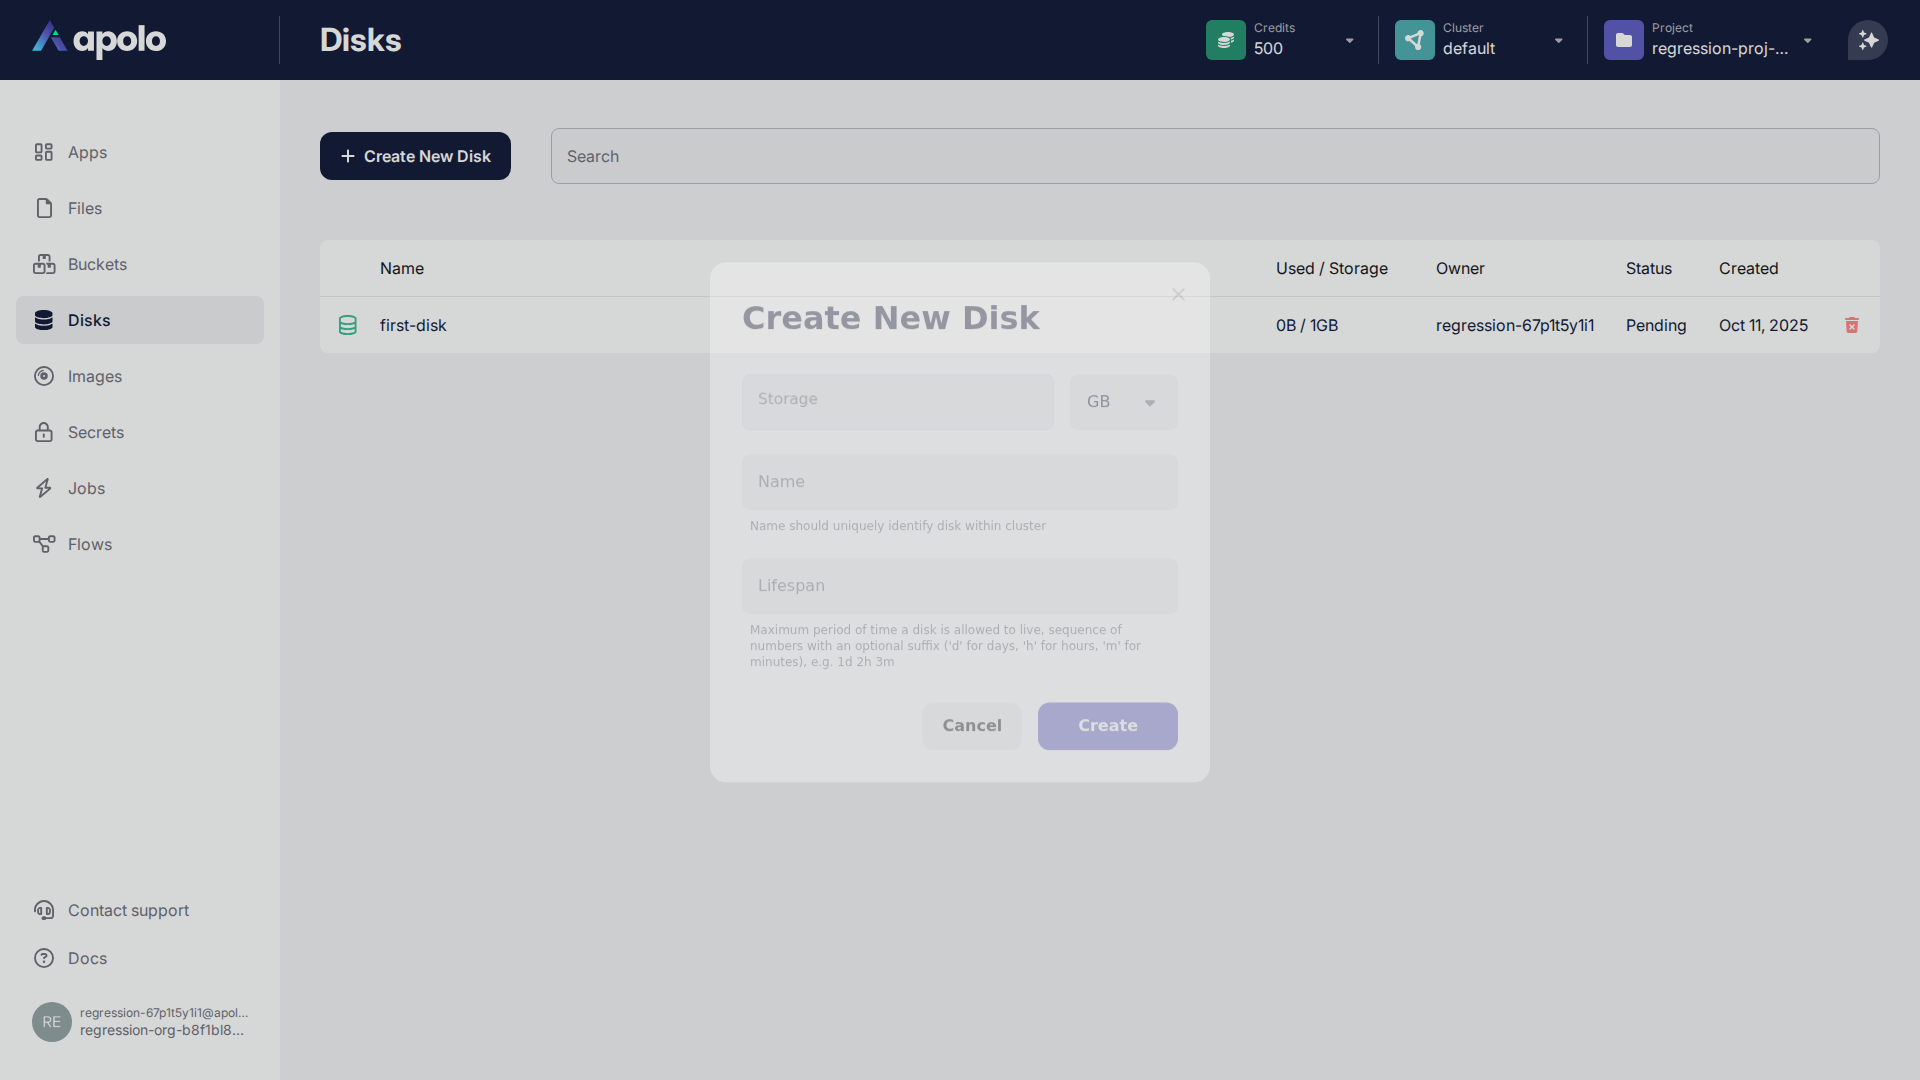 apolo
Disks
Credits
500
Cluster
default
Project
regression-proj-...
Apps
Files
Buckets
Disks
Images
Secrets
Jobs
Flows
Contact support
Docs
RE
regression-67p1t5y1i1@apol...
regression-org-b8f1bl8...
Create New Disk
Search
Name
Used / Storage
Owner
Status
Created
first-disk
0B / 1GB
regression-67p1t5y1i1
Pending
Oct 11, 2025
Create New Disk
Storage
GB
Name
Name should uniquely identify disk within cluster
Lifespan
Maximum period of time a disk is allowed to live, sequence of
numbers with an optional suffix ('d' for days, 'h' for hours, 'm' for
minutes), e.g. 1d 2h 3m
Cancel
Create